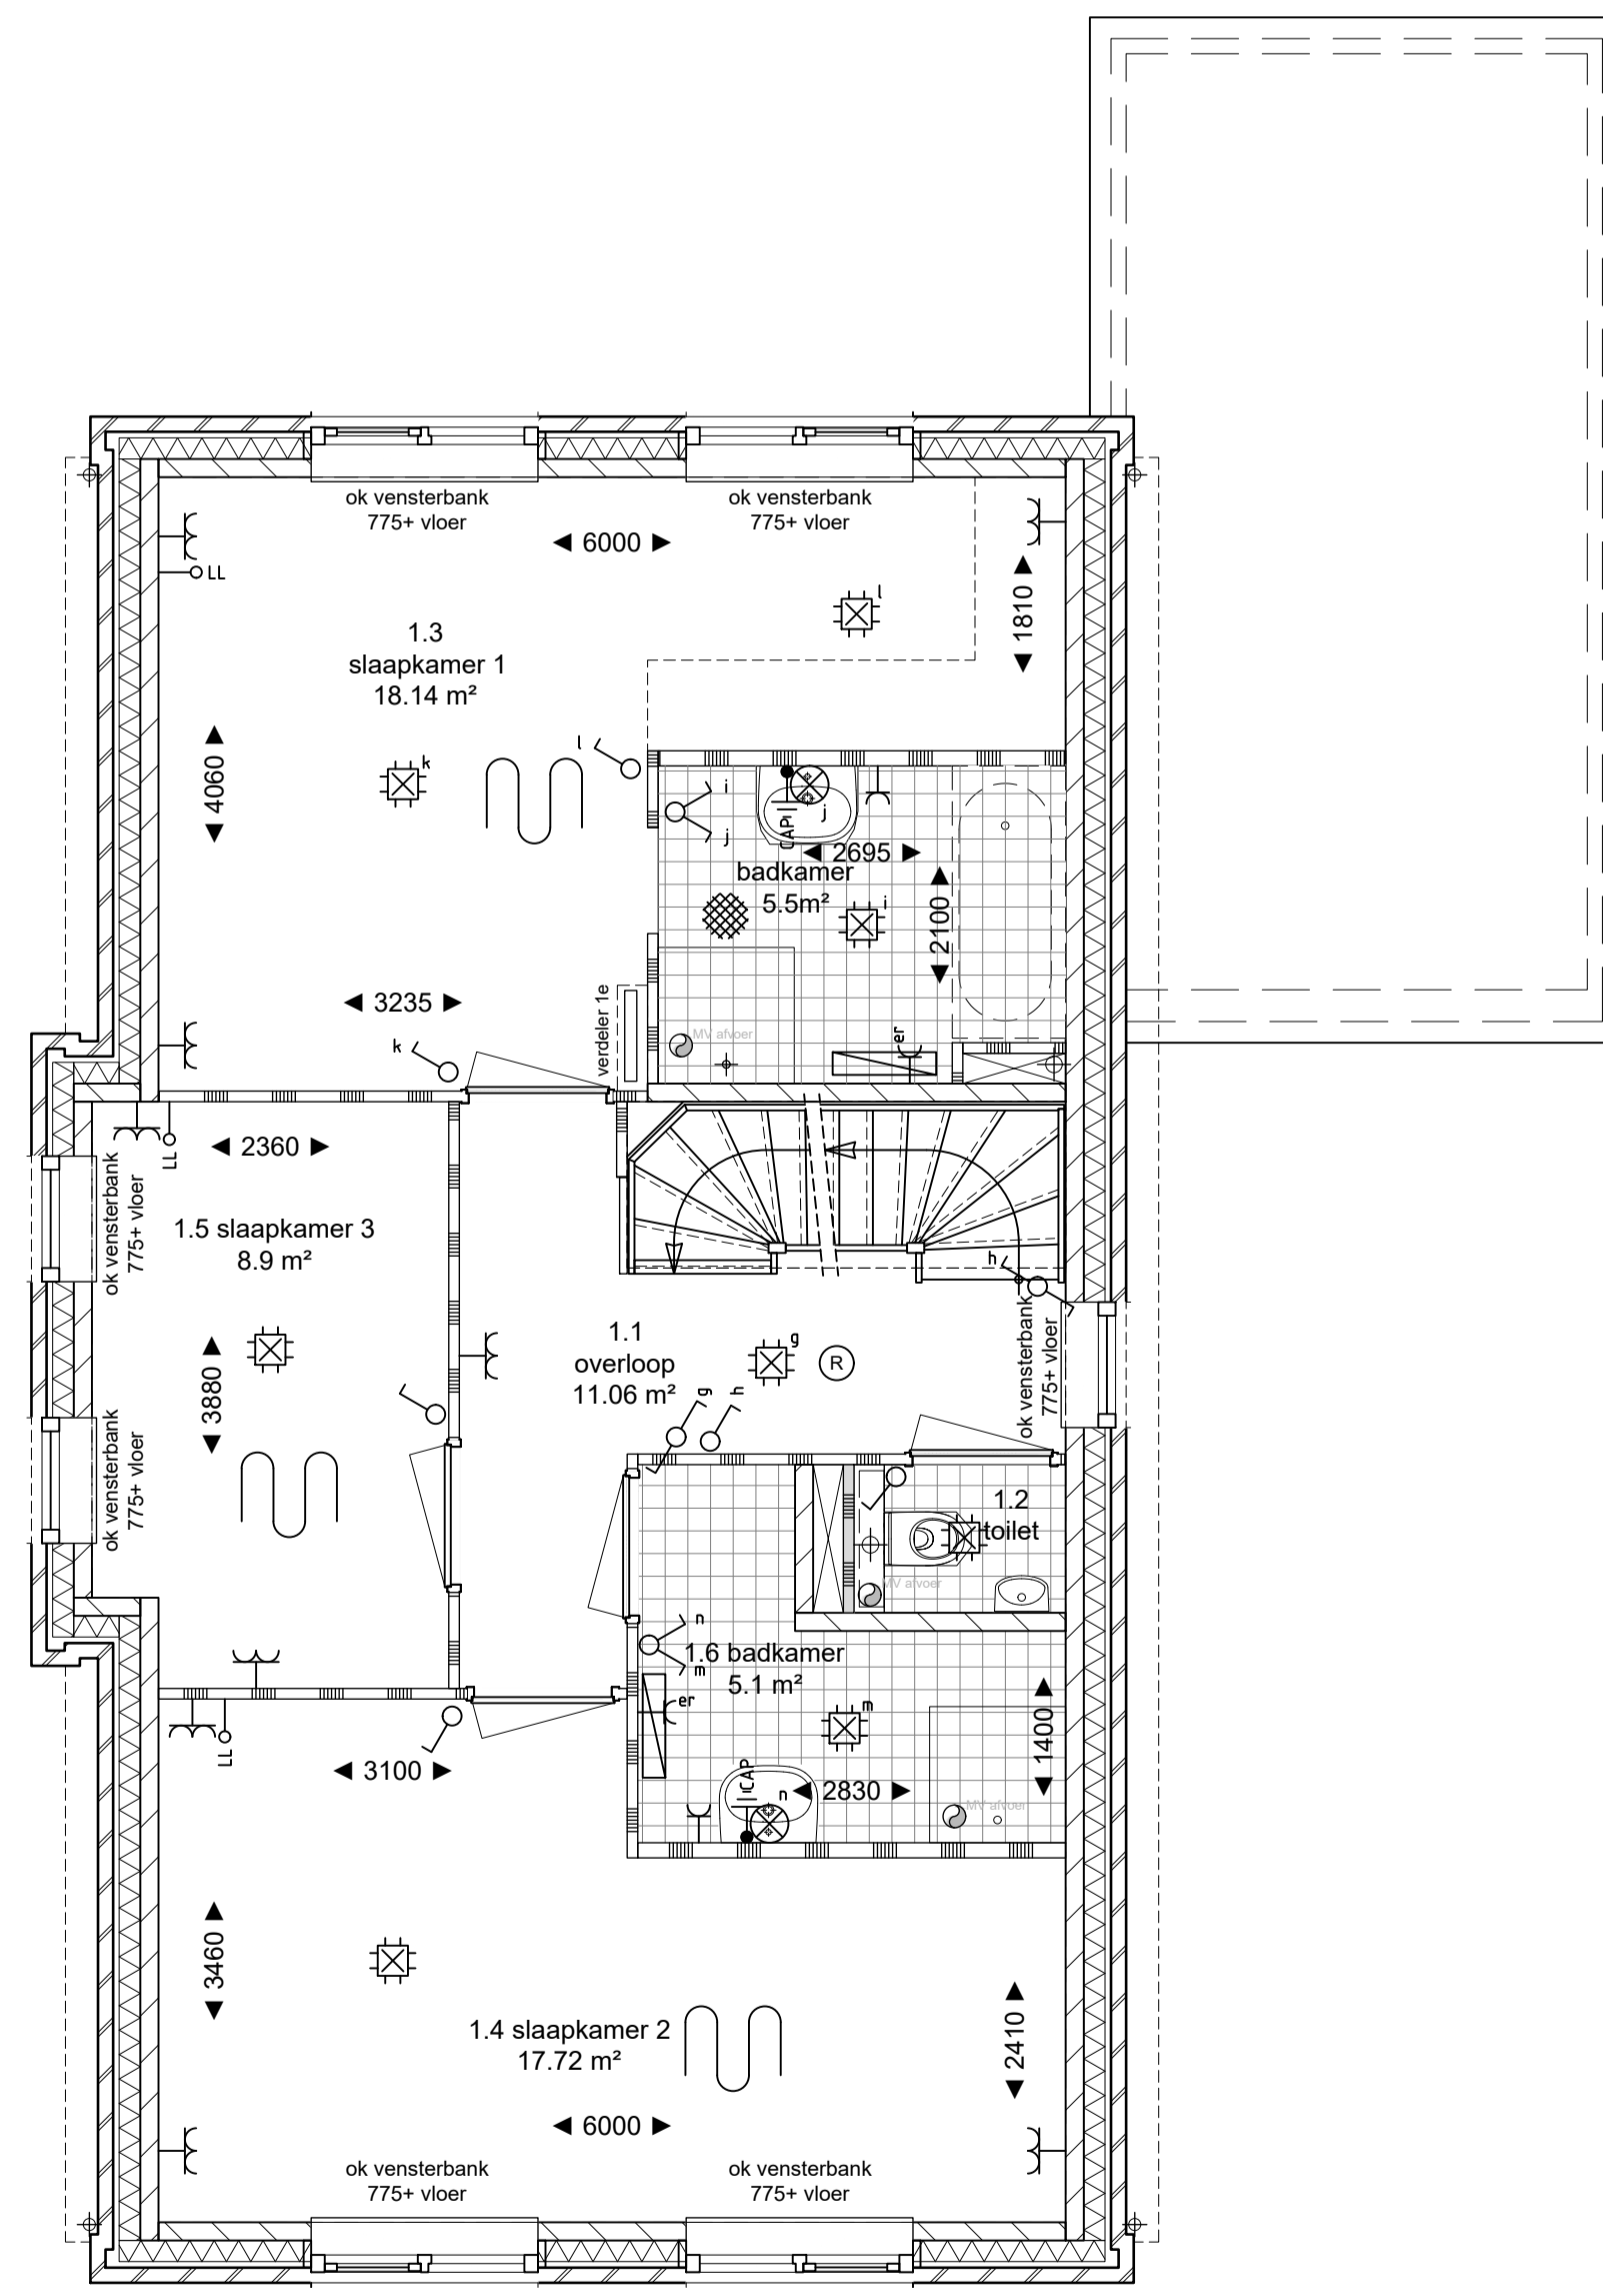 ok vensterbank
775+ vloer
ok vensterbank
775+ vloer
◄ 6000 ►
LL
l
◄ 1810 ►
1.3
slaapkamer 1
18.14 m²
◄ 4060 ►
k
l
i
j
CAP
j
◄ 2695 ►
badkamer
5.5m²
i
◄ 2100 ►
◄ 3235 ►
k
verdeler 1e
MV afvoer
er
◄ 2360 ►
LL
ok vensterbank
775+ vloer
1.5 slaapkamer 3
8.9 m²
h
ok vensterbank
775+ vloer
1.1
overloop
11.06 m²
g
R
◄ 3880 ►
g
h
ok vensterbank
775+ vloer
1.2
toilet
MV afvoer
n
m
1.6 badkamer
5.1 m²
er
m
◄ 1400 ►
LL
◄ 3100 ►
CAP
n
◄ 2830 ►
MV afvoer
◄ 3460 ►
1.4 slaapkamer 2
17.72 m²
◄ 2410 ►
◄ 6000 ►
ok vensterbank
775+ vloer
ok vensterbank
775+ vloer